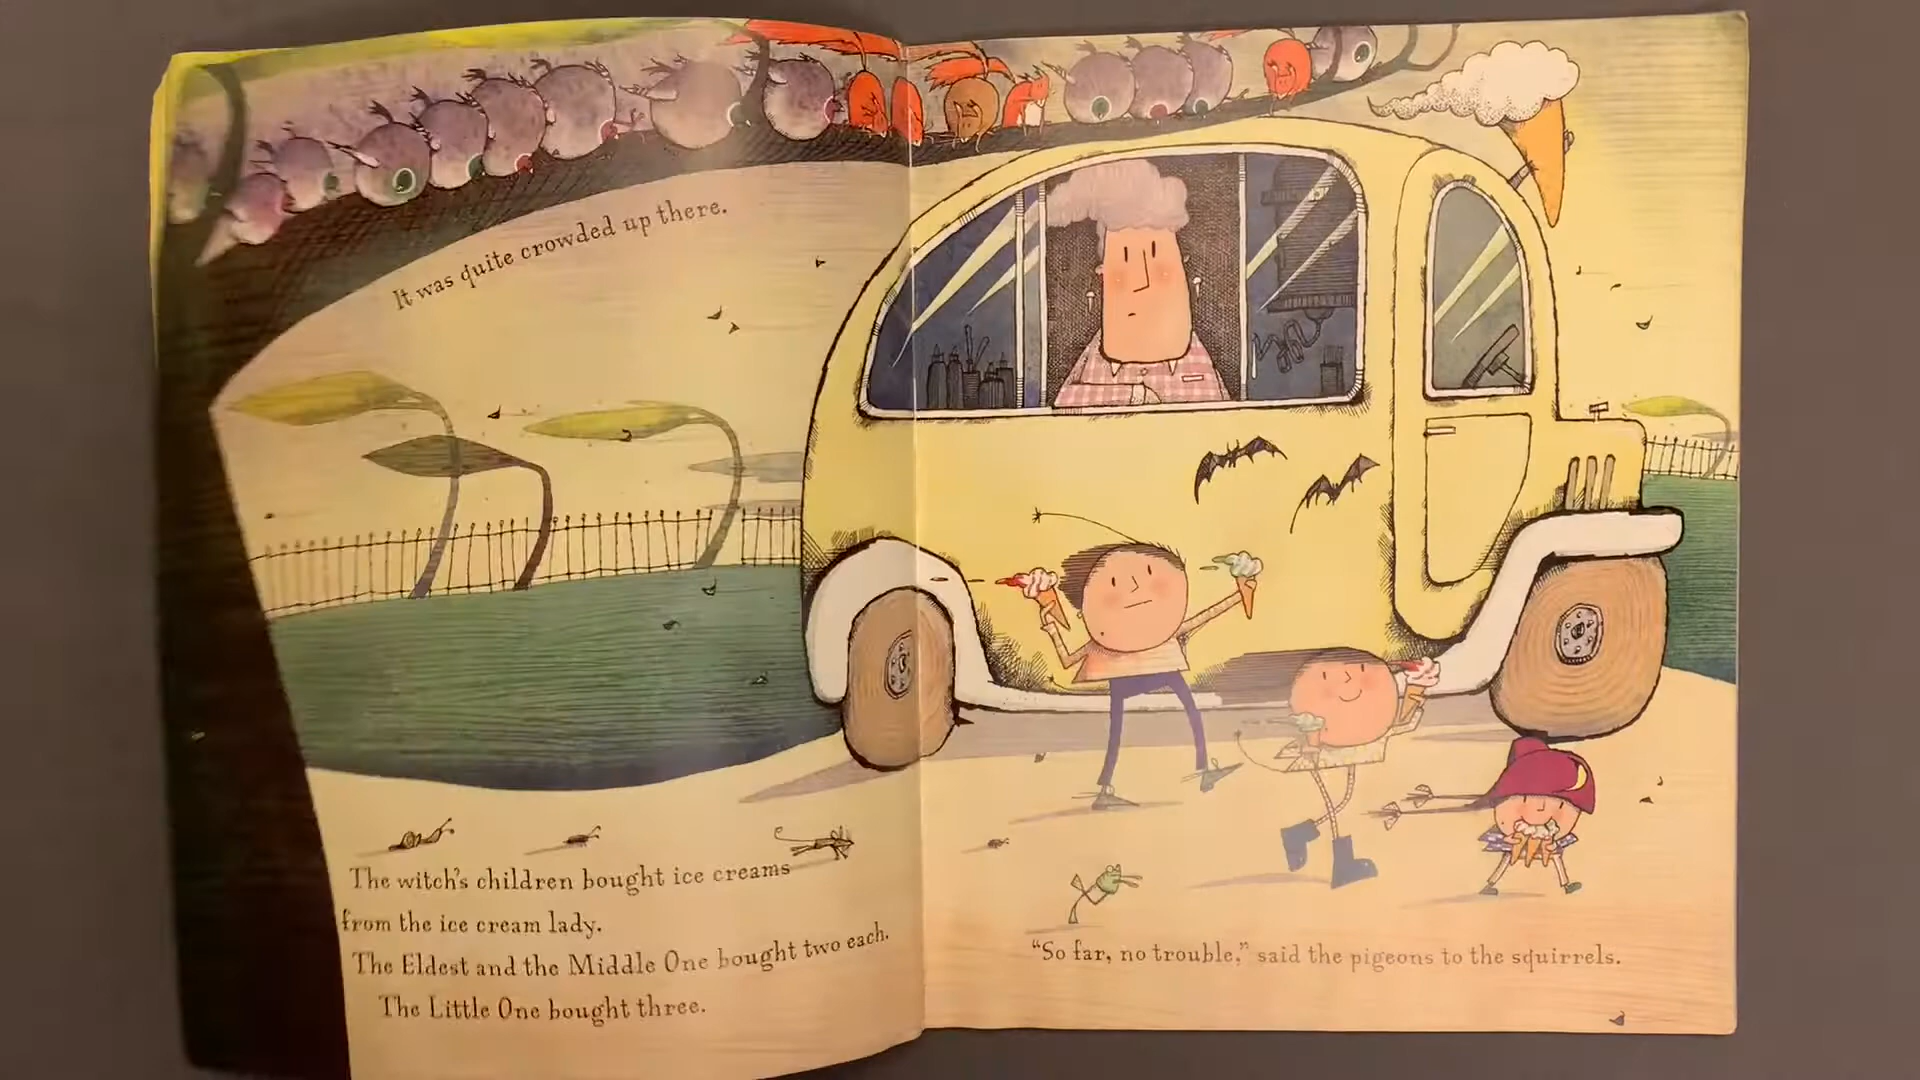 It was quite crowded up there.
The witch's children bought ice creams
from the ice cream lady.
The Eldest and the Middle One bought two each.
The Little One bought three.
“So far, no trouble,” said the pigeons to the squirrels.